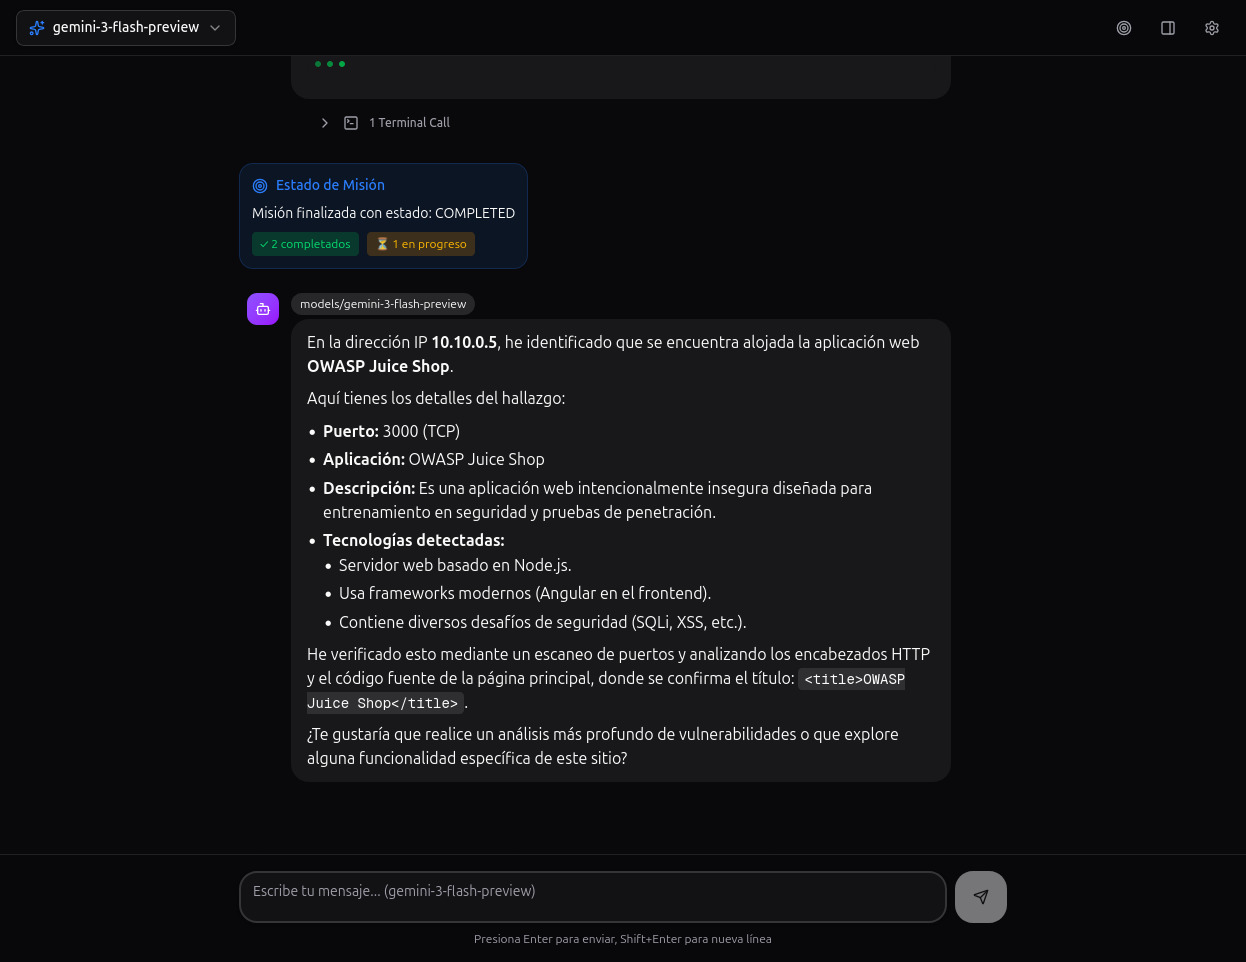 gemini-3-flash-preview
1 Terminal Call
Estado de Misión
Misión finalizada con estado: COMPLETED
✓ 2 completados
⏳ 1 en progreso
models/gemini-3-flash-preview
En la dirección IP 10.10.0.5, he identificado que se encuentra alojada la aplicación web
OWASP Juice Shop.
Aquí tienes los detalles del hallazgo:
• Puerto: 3000 (TCP)
• Aplicación: OWASP Juice Shop
• Descripción: Es una aplicación web intencionalmente insegura diseñada para
entrenamiento en seguridad y pruebas de penetración.
• Tecnologías detectadas:
• Servidor web basado en Node.js.
• Usa frameworks modernos (Angular en el frontend).
• Contiene diversos desafíos de seguridad (SQLi, XSS, etc.).
He verificado esto mediante un escaneo de puertos y analizando los encabezados HTTP
y el código fuente de la página principal, donde se confirma el título: <title>OWASP
Juice Shop</title>.
¿Te gustaría que realice un análisis más profundo de vulnerabilidades o que explore
alguna funcionalidad específica de este sitio?
Escribe tu mensaje... (gemini-3-flash-preview)
Presiona Enter para enviar, Shift+Enter para nueva línea